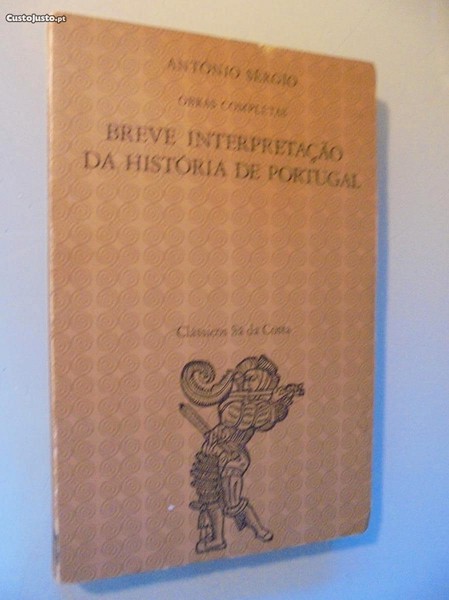 CustoJusto.pt
ANTÓNIO SÉRGIO
OBRAS COMPLETAS
BREVE INTERPRETAÇÃO
DA HISTÓRIA DE PORTUGAL
Clássicos Sá da Costa